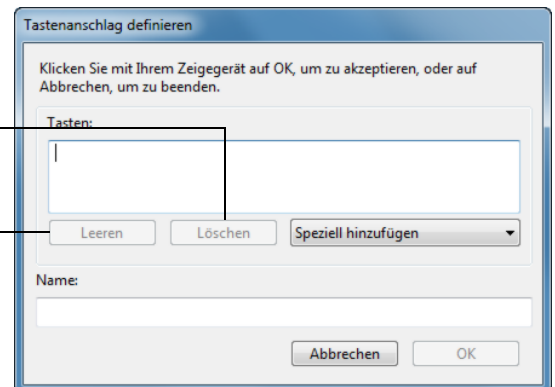 Tastenanschlag definieren
Klicken Sie mit Ihrem Zeigegerät auf OK, um zu akzeptieren, oder auf
Abbrechen, um zu beenden.
Tasten:
Leeren Löschen Speziell hinzufügen
Name:
Abbrechen OK